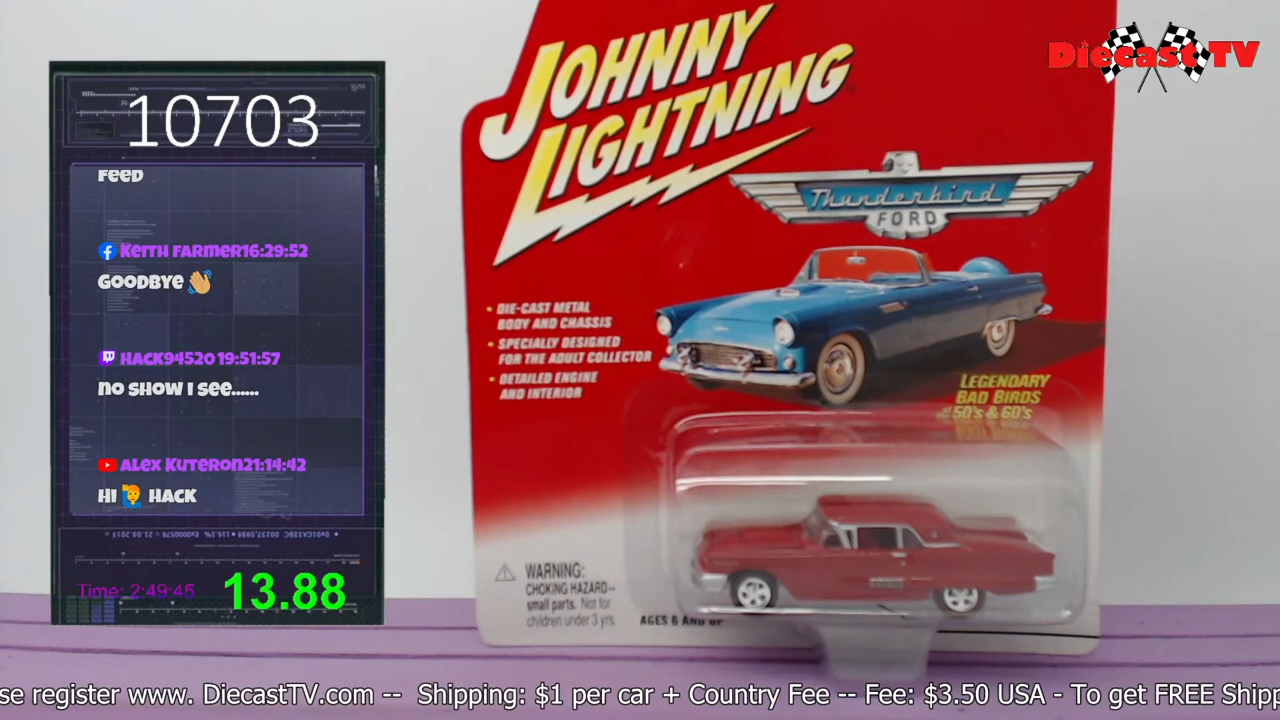 Diecast TV
10703
FEED
Keith Farmer16:29:52
GOODBYE 👋
HACK94520 19:51:57
NO SHOW I SEE......
Alex Kuteron21:14:42
HI 🙋 HACK
Time: 2:49:45
13.88
JOHNNY
LIGHTNING
Thunderbird
FORD
• DIE-CAST METAL
BODY AND CHASSIS
• SPECIALLY DESIGNED
FOR THE ADULT COLLECTOR
• DETAILED ENGINE
AND INTERIOR
LEGENDARY
BAD BIRDS
50's & 60's
WARNING:
CHOKING HAZARD--
small parts. Not for
children under 3 yrs.
AGES 6 AND UP
se register www. DiecastTV.com -- Shipping: $1 per car + Country Fee -- Fee: $3.50 USA - To get FREE Shipp